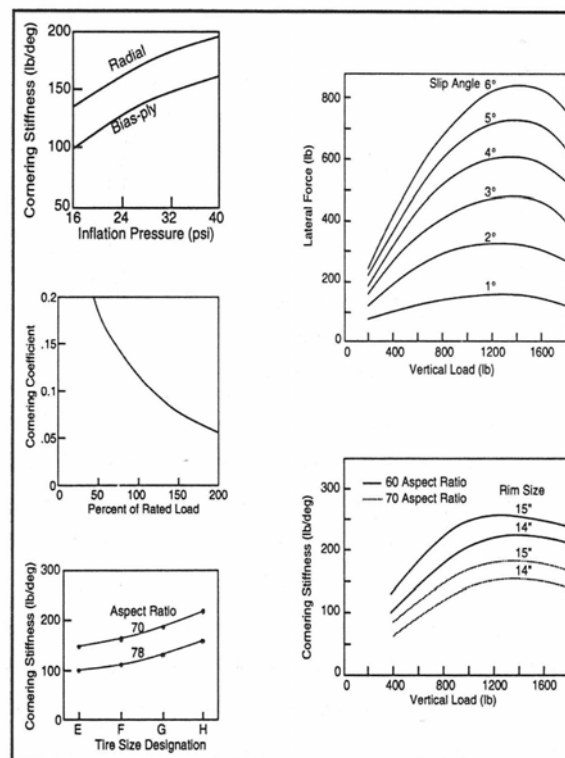 200
150
100
50
Cornering Stiffness (lb/deg)
Radial
Bias-ply
16 24 32 40
Inflation Pressure (psi)
800
600
400
200
0
Lateral Force (lb)
Slip Angle 6°
5°
4°
3°
2°
1°
0 400 800 1200 1600
Vertical Load (lb)
0.2
0.15
0.1
.05
0
Cornering Coefficient
0 50 100 150 200
Percent of Rated Load
300
200
100
0
Cornering Stiffness (lb/deg)
60 Aspect Ratio
70 Aspect Ratio
Rim Size
15"
14"
15"
14"
0 400 800 1200 1600
Vertical Load (lb)
300
200
100
0
Cornering Stiffness (lb/deg)
Aspect Ratio
70
78
E F G H
Tire Size Designation